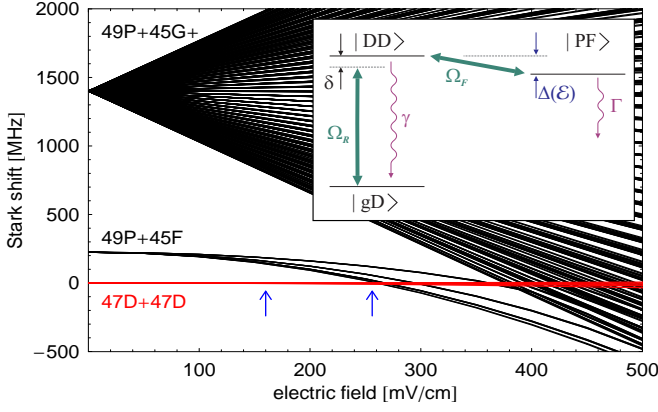 2000
1500
1000
500
0
−500
Stark shift [MHz]
49P+45G+
49P+45F
47D+47D
100
200
300
400
500
electric field [mV/cm]
| DD>
| PF>
δ
Ω_F
Δ(ℰ)
Ω_R
γ
Γ
| gD>